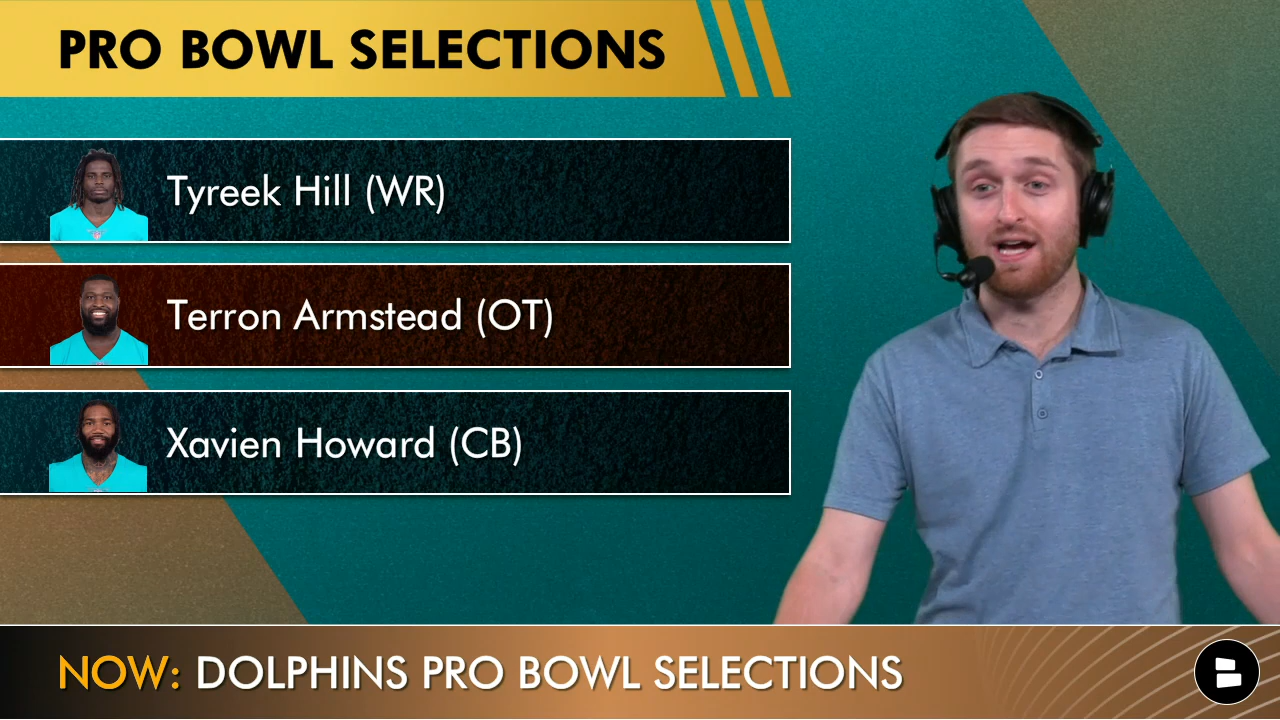 PRO BOWL SELECTIONS
Tyreek Hill (WR)
Terron Armstead (OT)
Xavien Howard (CB)
NOW: DOLPHINS PRO BOWL SELECTIONS